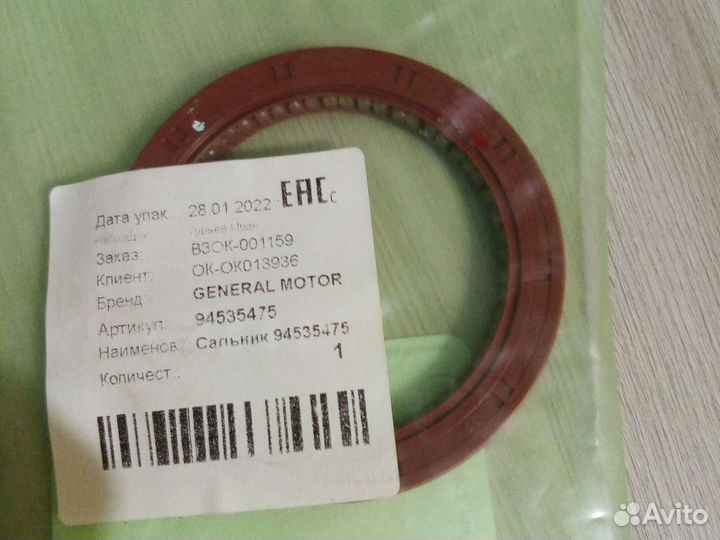 Дата упак.: 28.01.2022 EAC
Заказ: ВЗОК-001159
Клиент: ОК-ОК013936
Бренд: GENERAL MOTOR
Артикул: 94535475
Наименов.: Сальник 94535475
Количест..: 1
Avito